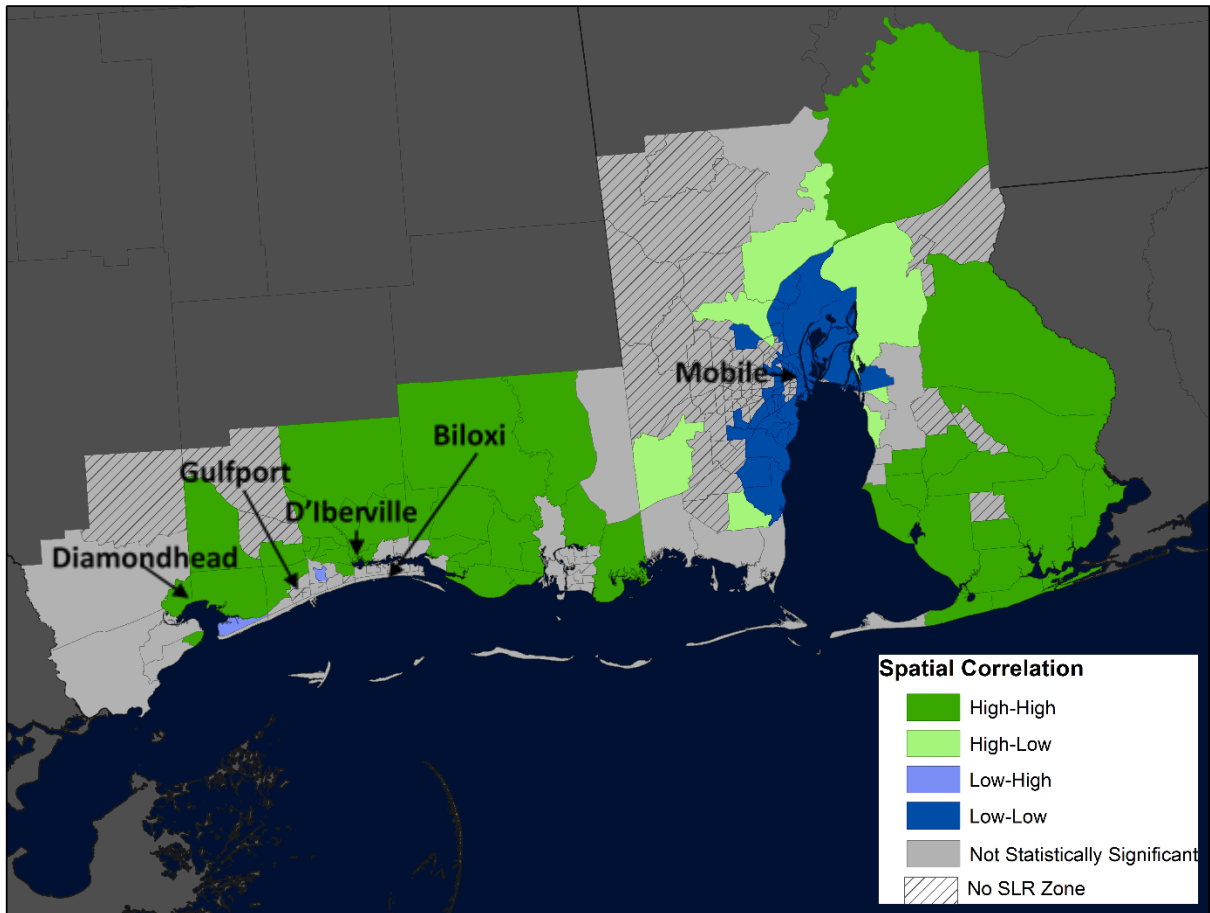 Mobile
Biloxi
Gulfport
D'Iberville
Diamondhead
Spatial Correlation
High-High
High-Low
Low-High
Low-Low
Not Statistically Significant
No SLR Zone